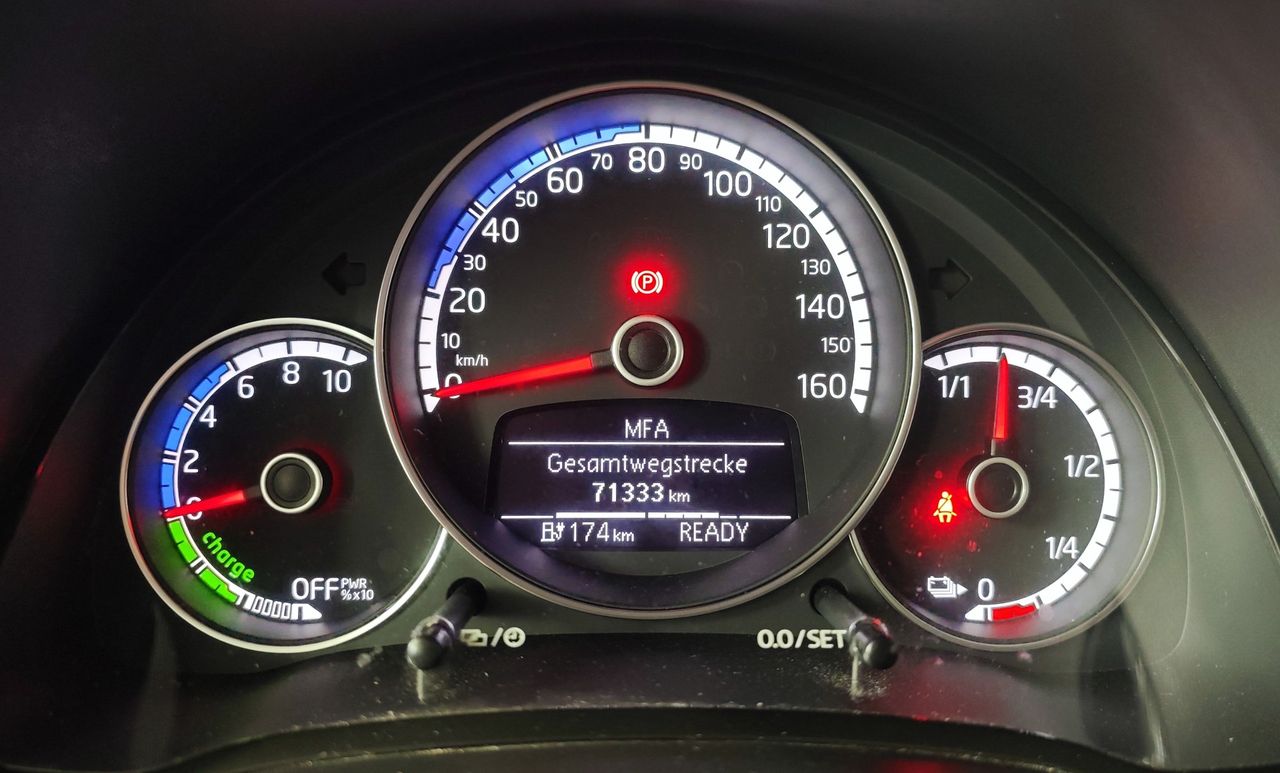 0 10 20 30 40 50 60 70 80 90 100 110 120 130 140 150 160
km/h
P
MFA
Gesamtwegstrecke
71333 km
174 km READY
OFF 0 2 4 6 8 10
charge
PWR
%x10
1/1 3/4 1/2 1/4 0
/
0.0/SET